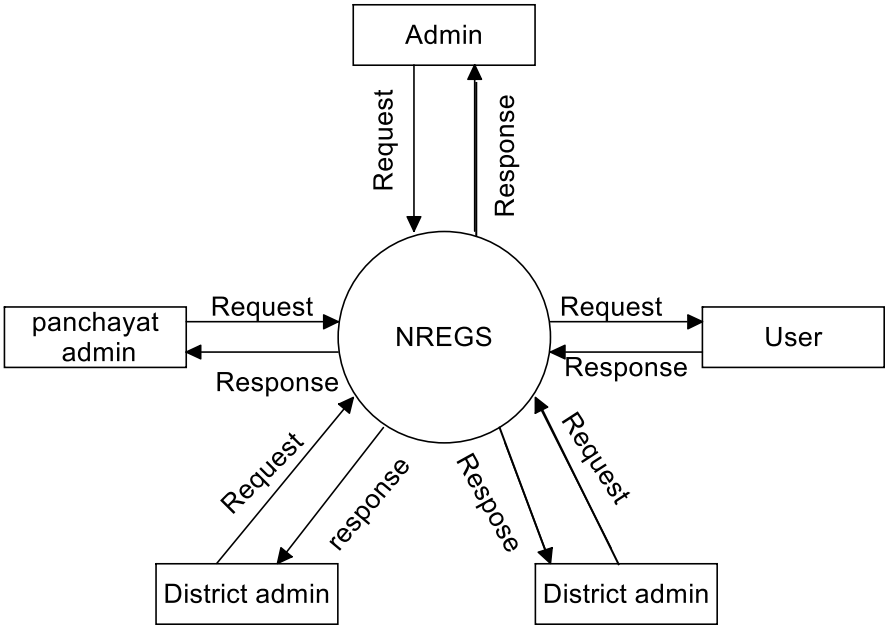 Admin
Request
Response
panchayat
admin
Request
Response
NREGS
Request
Response
User
Request
response
Respose
Request
District admin
District admin